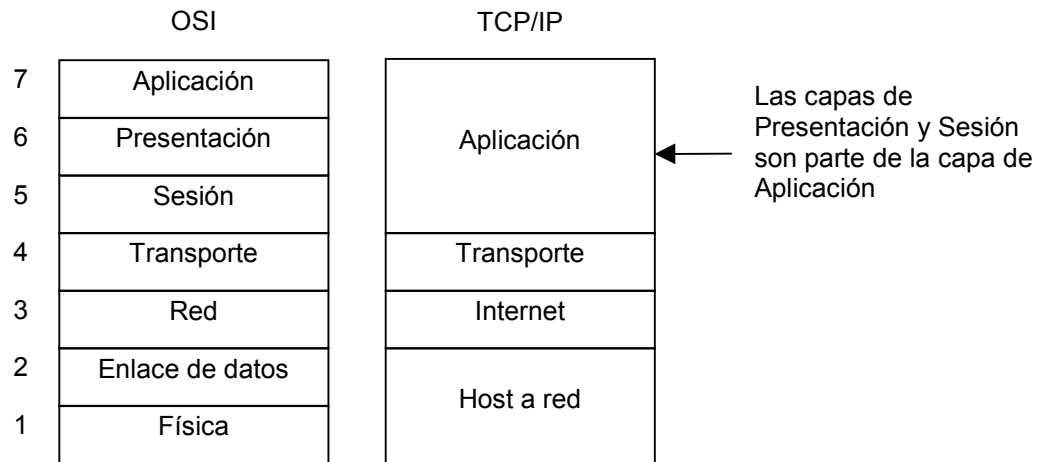 OSI
TCP/IP
7
Aplicación
6
Presentación
5
Sesión
4
Transporte
3
Red
2
Enlace de datos
1
Física
Aplicación
Transporte
Internet
Host a red
Las capas de
Presentación y Sesión
son parte de la capa de
Aplicación